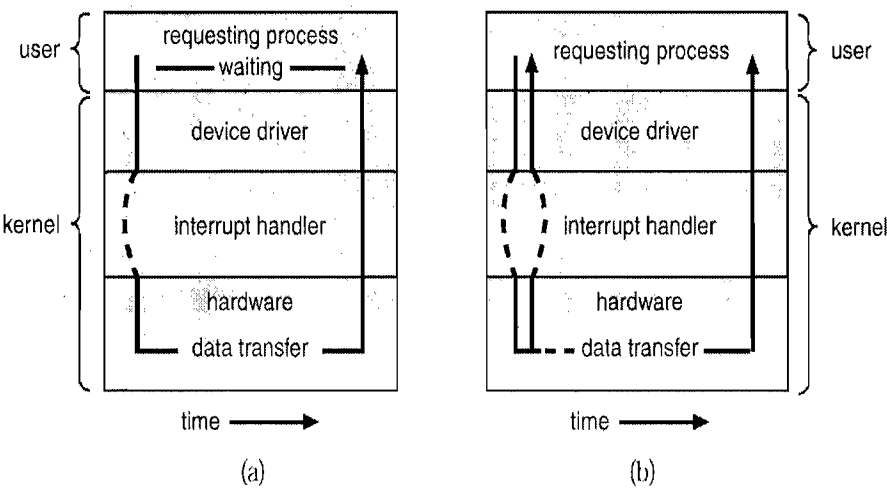 user
requesting process
waiting
device driver
kernel
interrupt handler
hardware
data transfer
time
(a)
requesting process
user
device driver
interrupt handler
kernel
hardware
data transfer
time
(b)